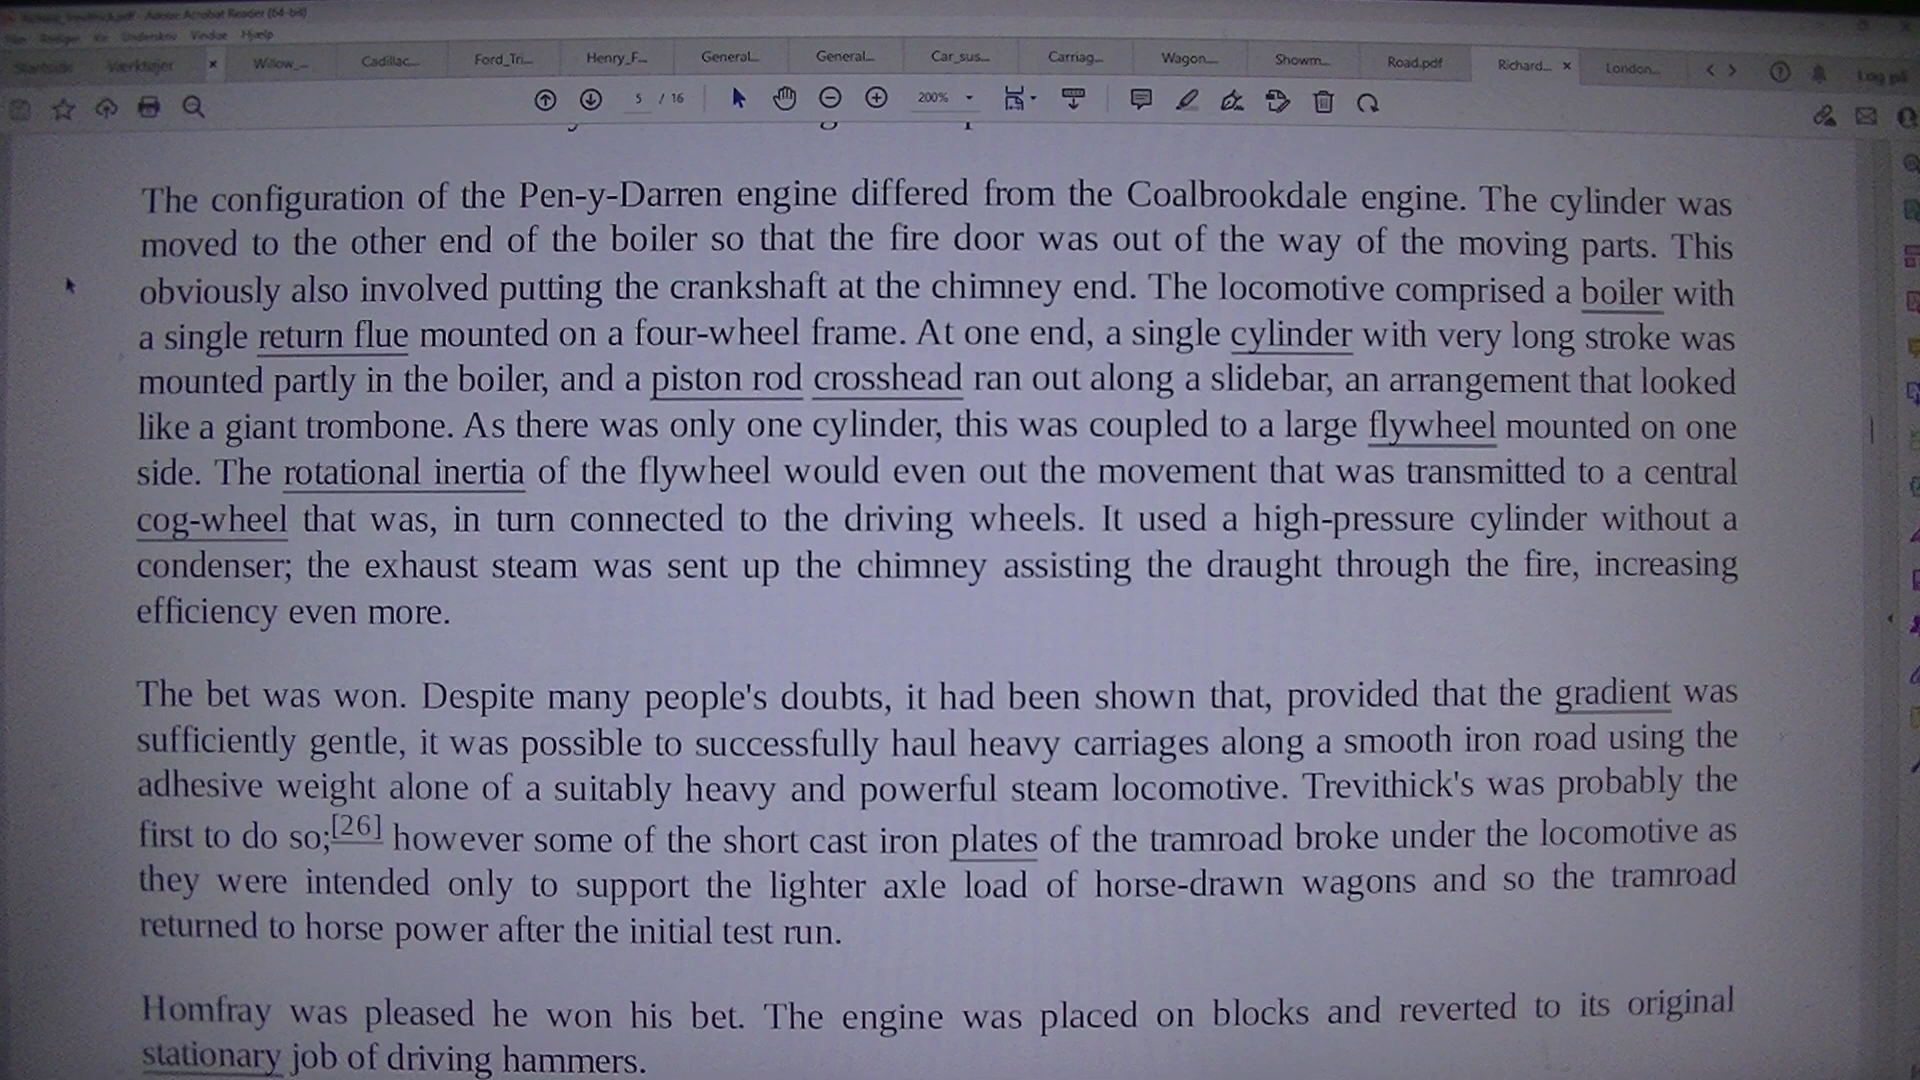 Adobe Acrobat Reader (64-bit)
Vindue Hjælp
Startside Værktøjer Willow_... Cadillac... Ford_Tri... Henry_F... General... General... Car_sus... Carriag... Wagon... Showm... Road.pdf Richard... London... Log på
5 / 16 200%
The configuration of the Pen-y-Darren engine differed from the Coalbrookdale engine. The cylinder was
moved to the other end of the boiler so that the fire door was out of the way of the moving parts. This
obviously also involved putting the crankshaft at the chimney end. The locomotive comprised a boiler with
a single return flue mounted on a four-wheel frame. At one end, a single cylinder with very long stroke was
mounted partly in the boiler, and a piston rod crosshead ran out along a slidebar, an arrangement that looked
like a giant trombone. As there was only one cylinder, this was coupled to a large flywheel mounted on one
side. The rotational inertia of the flywheel would even out the movement that was transmitted to a central
cog-wheel that was, in turn connected to the driving wheels. It used a high-pressure cylinder without a
condenser; the exhaust steam was sent up the chimney assisting the draught through the fire, increasing
efficiency even more.
The bet was won. Despite many people's doubts, it had been shown that, provided that the gradient was
sufficiently gentle, it was possible to successfully haul heavy carriages along a smooth iron road using the
adhesive weight alone of a suitably heavy and powerful steam locomotive. Trevithick's was probably the
first to do so;[26] however some of the short cast iron plates of the tramroad broke under the locomotive as
they were intended only to support the lighter axle load of horse-drawn wagons and so the tramroad
returned to horse power after the initial test run.
Homfray was pleased he won his bet. The engine was placed on blocks and reverted to its original
stationary job of driving hammers.